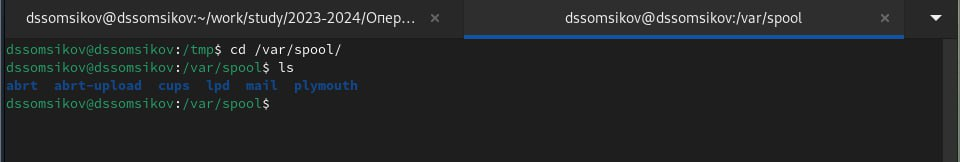 dssomsikov@dssomsikov:~/work/study/2023-2024/Опер... × dssomsikov@dssomsikov:/var/spool ×
dssomsikov@dssomsikov:/tmp$ cd /var/spool/
dssomsikov@dssomsikov:/var/spool$ ls
abrt  abrt-upload  cups  lpd  mail  plymouth
dssomsikov@dssomsikov:/var/spool$